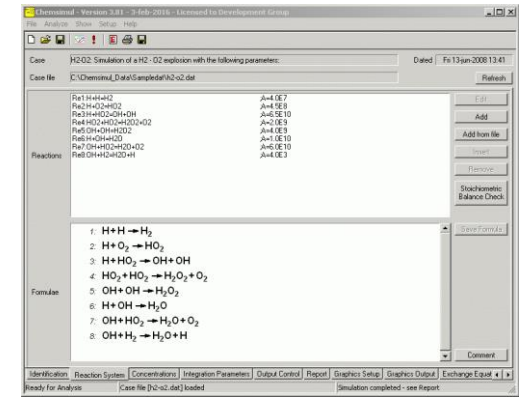 Chemsimul - Version 3.81 - 3-feb-2016 - Licensed to Development Group
File Analysis Show Setup Help
Case H2-O2: Simulation of a H2 - O2 explosion with the following parameters: Dated Fri 13-jun-2008 13:41
Case file C:\Chemsimul_Data\Sampledat\h2-o2.dat Refresh
Reactions
Re1:H+H=H2 ;A=4.0E7
Re2:H+O2=HO2 ;A=4.5E8
Re3:H+HO2=OH+OH ;A=6.5E10
Re4:HO2+HO2=H2O2+O2 ;A=2.0E9
Re5:OH+OH=H2O2 ;A=4.0E9
Re6:H+OH=H2O ;A=1.0E10
Re7:OH+HO2=H2O+O2 ;A=6.0E10
Re8:OH+H2=H2O+H ;A=4.0E3
Edit
Add
Add from file
Insert
Remove
Stoichiometric
Balance Check
Formulae
1: H+H→H₂
2: H+O₂→HO₂
3: H+HO₂→OH+OH
4: HO₂+HO₂→H₂O₂+O₂
5: OH+OH→H₂O₂
6: H+OH→H₂O
7: OH+HO₂→H₂O+O₂
8: OH+H₂→H₂O+H
Save Formula
Comment
Identification Reaction System Concentrations Integration Parameters Output Control Report Graphics Setup Graphics Output Exchange Equat
Ready for Analysis Case file [h2-o2.dat] loaded Simulation completed - see Report